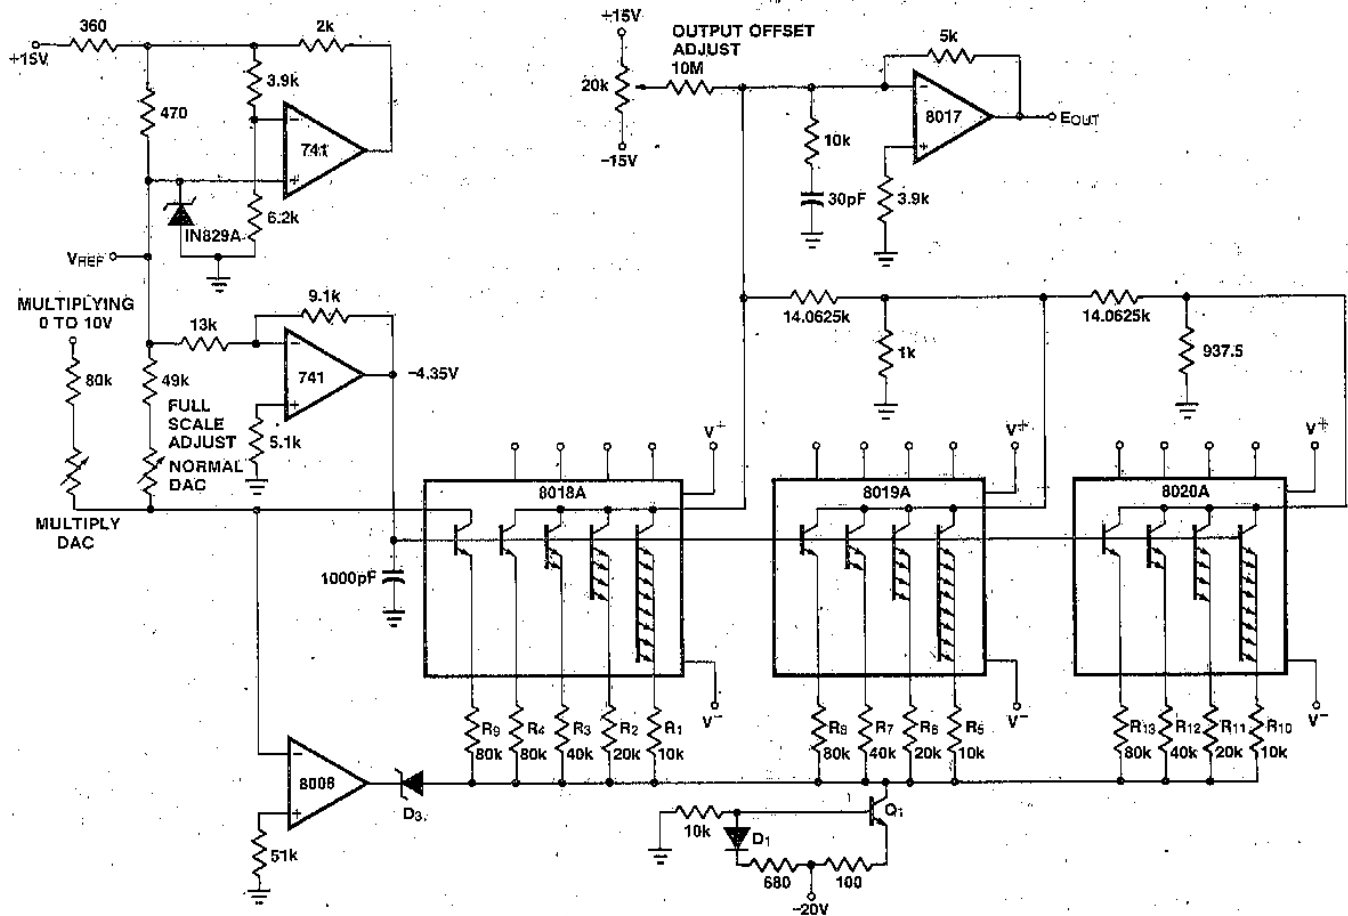 360
+15V
2k
3.9k
470
741
6.2k
IN829A
VREF
+15V
OUTPUT OFFSET
ADJUST
10M
20k
-15V
5k
8017
EOUT
10k
30pF
3.9k
MULTIPLYING
0 TO 10V
80k
13k
9.1k
741
-4.35V
49k
FULL
SCALE
ADJUST
5.1k
NORMAL
DAC
MULTIPLY
DAC
1000pF
14.0625k
1k
14.0625k
937.5
V+
8018A
V+
8019A
V+
8020A
V-
V-
V-
R9
80k
R4
80k
R3
40k
R2
20k
R1
10k
R8
80k
R7
40k
R6
20k
R5
10k
R13
80k
R12
40k
R11
20k
R10
10k
8008
D3
51k
10k
D1
Q1
680
100
-20V